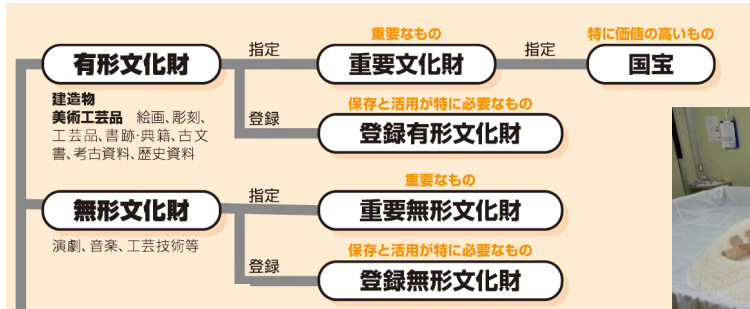 重要なもの
特に価値の高いもの
有形文化財
指定
重要文化財
指定
国宝
建造物
美術工芸品 絵画、彫刻、
工芸品、書跡・典籍、古文
書、考古資料、歴史資料
登録
保存と活用が特に必要なもの
登録有形文化財
重要なもの
無形文化財
指定
重要無形文化財
演劇、音楽、工芸技術等
登録
保存と活用が特に必要なもの
登録無形文化財